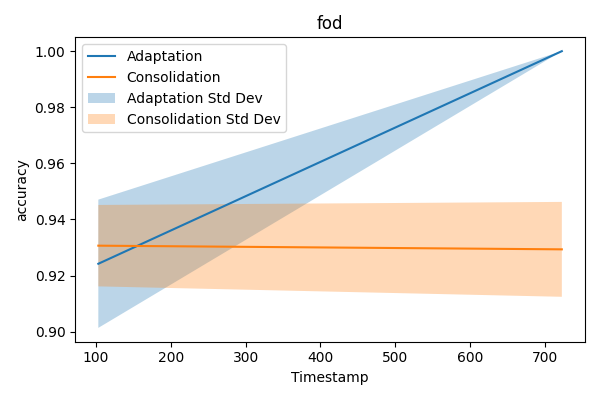 fod
Adaptation
Consolidation
Adaptation Std Dev
Consolidation Std Dev
accuracy
1.00
0.98
0.96
0.94
0.92
0.90
100 200 300 400 500 600 700
Timestamp